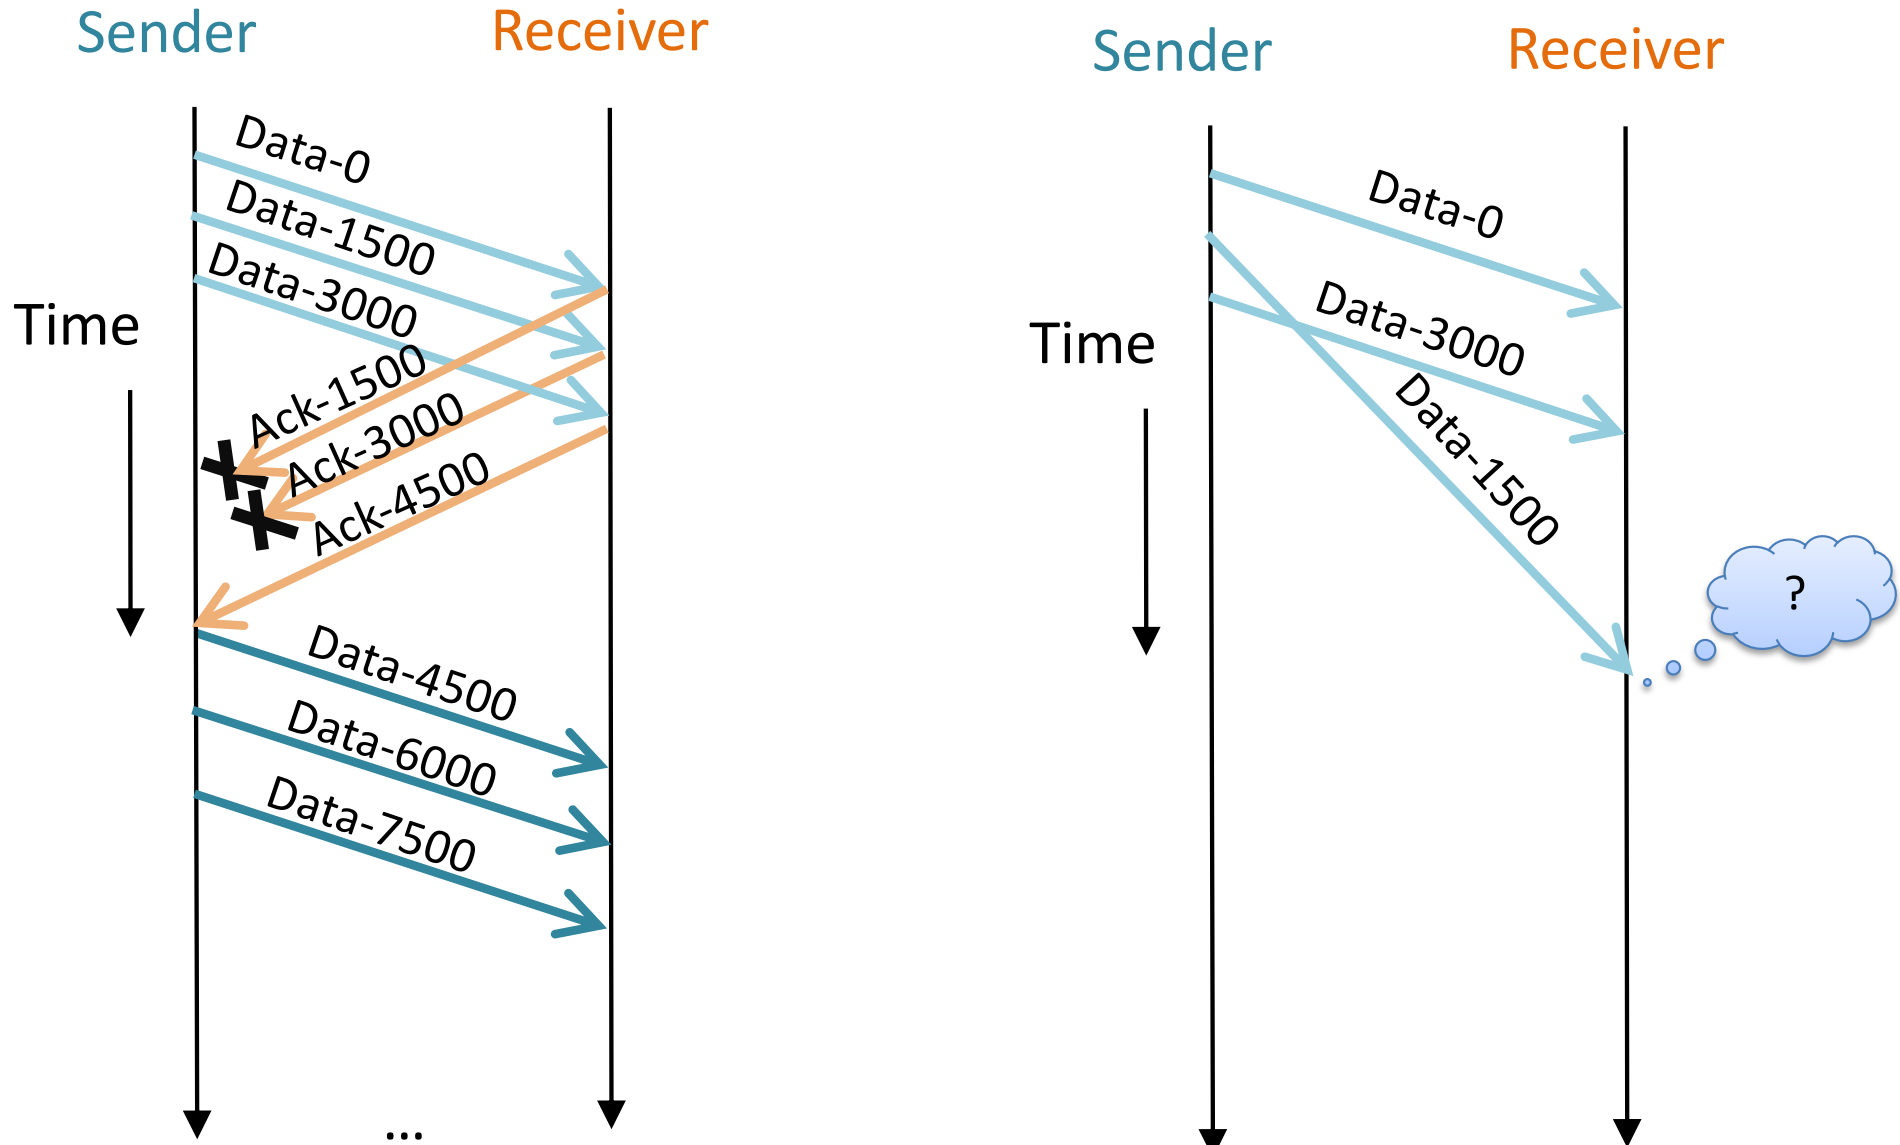 Sender
Receiver
Data-0
Data-1500
Data-3000
Time
Ack-1500
Ack-3000
Ack-4500
Data-4500
Data-6000
Data-7500
...
Sender
Receiver
Data-0
Data-3000
Time
Data-1500
?